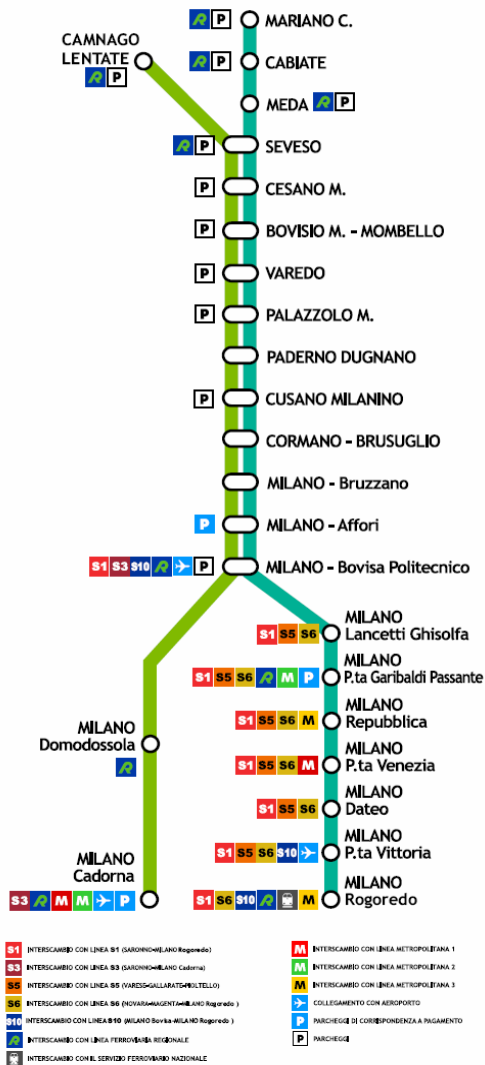 R P MARIANO C.
CAMNAGO
LENTATE
R P
R P CABIATE
MEDA R P
R P SEVESO
P CESANO M.
P BOVISIO M. - MOMBELLO
P VAREDO
P PALAZZOLO M.
PADERNO DUGNANO
P CUSANO MILANINO
CORMANO - BRUSUGLIO
MILANO - Bruzzano
P MILANO - Affori
S1 S3 S10 R P MILANO - Bovisa Politecnico
MILANO
S1 S5 S6 Lancetti Ghisolfa
MILANO
S1 S5 S6 R M P P.ta Garibaldi Passante
MILANO
S1 S5 S6 M Repubblica
MILANO
Domodossola
R
MILANO
S1 S5 S6 M P.ta Venezia
MILANO
S1 S5 S6 Dateo
MILANO
S1 S5 S6 S10 P.ta Vittoria
MILANO
Cadorna
S3 R M M P
MILANO
S1 S6 S10 R M Rogoredo
S1 INTERSCAMBIO CON LINEA S1 (SARONNO-MILANO Rogoredo)
S3 INTERSCAMBIO CON LINEA S3 (SARONNO-MILANO Cadorna)
S5 INTERSCAMBIO CON LINEA S5 (VARESE-GALLARATE-PIOLTELLO)
S6 INTERSCAMBIO CON LINEA S6 (NOVARA-MAGENTA-MILANO Rogoredo )
S10 INTERSCAMBIO CON LINEA S10 (MILANO Bovisa-MILANO Rogoredo )
R INTERSCAMBIO CON LINEA FERROVIARIA REGIONALE
INTERSCAMBIO CON IL SERVIZIO FERROVIARIO NAZIONALE
M INTERSCAMBIO CON LINEA METROPOLITANA 1
M INTERSCAMBIO CON LINEA METROPOLITANA 2
M INTERSCAMBIO CON LINEA METROPOLITANA 3
COLLEGAMENTO CON AEROPORTO
P PARCHEGGI DI CORRISPONDENZA A PAGAMENTO
P PARCHEGGI